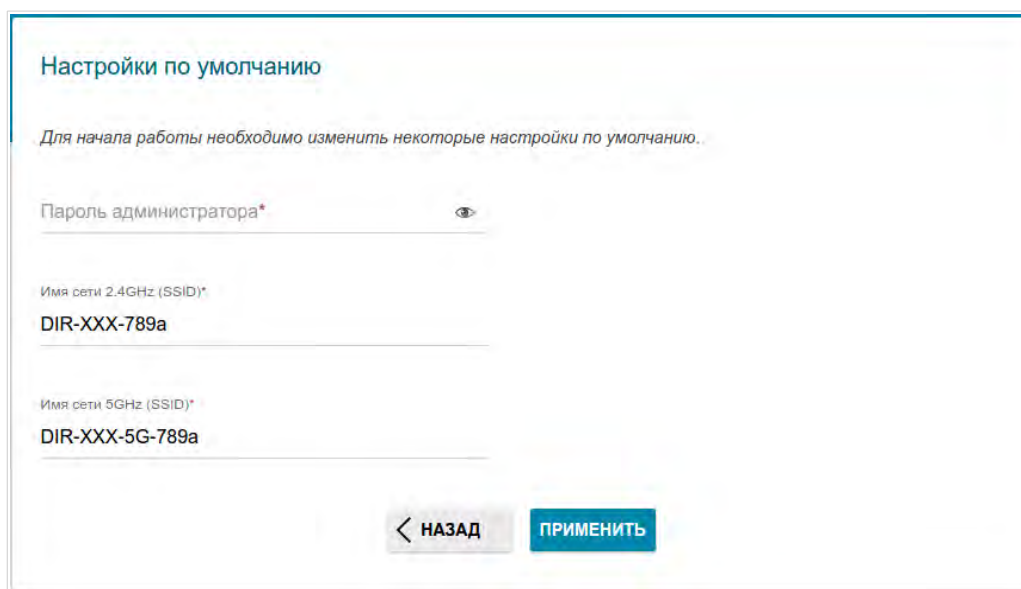 Настройки по умолчанию
Для начала работы необходимо изменить некоторые настройки по умолчанию.
Пароль администратора*
Имя сети 2.4GHz (SSID)*
DIR-XXX-789a
Имя сети 5GHz (SSID)*
DIR-XXX-5G-789a
НАЗАД
ПРИМЕНИТЬ